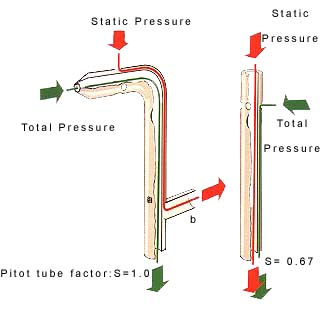 Static Pressure
Static
Pressure
Total Pressure
Total
Pressure
a
b
Pitot tube factor:S=1.0
S= 0.67